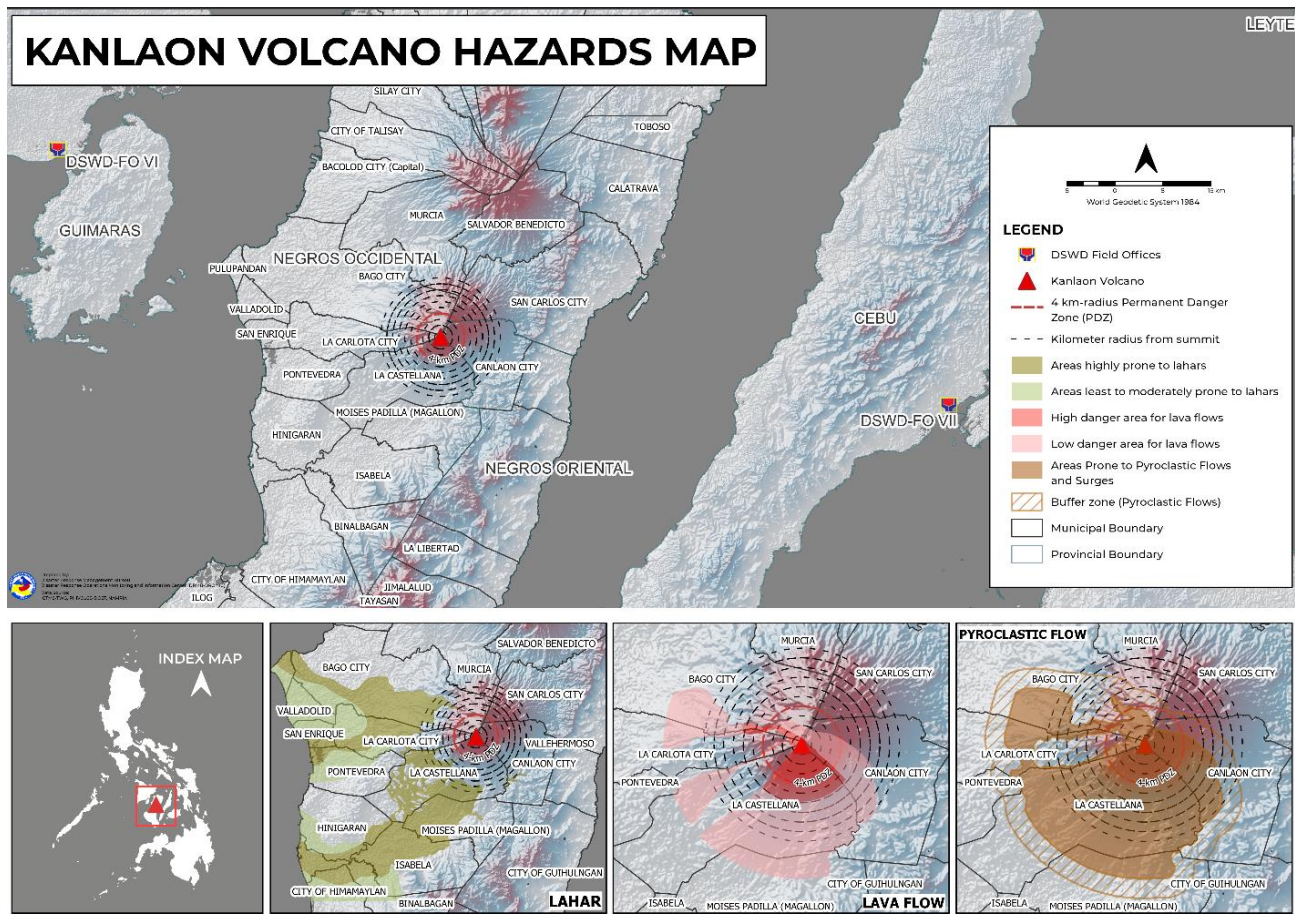 KANLAON VOLCANO HAZARDS MAP
LEYTE
SILAY CITY
CITY OF TALISAY
TOBOSO
DSWD-FO VI
BACOLOD CITY (Capital)
CALATRAVA
MURCIA
SALVADOR BENEDICTO
GUIMARAS
NEGROS OCCIDENTAL
PULUPANDAN
BAGO CITY
SAN CARLOS CITY
VALLADOLID
SAN ENRIQUE
LA CARLOTA CITY
CEBU
4-km PDZ
PONTEVEDRA
LA CASTELLANA
CANLAON CITY
MOISES PADILLA (MAGALLON)
DSWD-FO VII
HINIGARAN
ISABELA
NEGROS ORIENTAL
BINALBAGAN
LA LIBERTAD
CITY OF HIMAMAYLAN
JIMALALUD
ILOG
TAYASAN
5 0 5 15 km
World Geodetic System 1984
LEGEND
DSWD Field Offices
Kanlaon Volcano
4 km-radius Permanent Danger
Zone (PDZ)
Kilometer radius from summit
Areas highly prone to lahars
Areas least to moderately prone to lahars
High danger area for lava flows
Low danger area for lava flows
Areas Prone to Pyroclastic Flows
and Surges
Buffer zone (Pyroclastic Flows)
Municipal Boundary
Provincial Boundary
INDEX MAP
SALVADOR BENEDICTO
BAGO CITY
MURCIA
SAN CARLOS CITY
VALLADOLID
SAN ENRIQUE
LA CARLOTA CITY
VALLEHERMOSO
4-km PDZ
CANLAON CITY
PONTEVEDRA
LA CASTELLANA
HINIGARAN
MOISES PADILLA (MAGALLON)
ISABELA
CITY OF GUIHULNGAN
CITY OF HIMAMAYLAN
BINALBAGAN
LAHAR
MURCIA
SAN CARLOS CITY
BAGO CITY
LA CARLOTA CITY
CANLAON CITY
PONTEVEDRA
4-km PDZ
LA CASTELLANA
CITY OF GUIHULNGAN
ISABELA
MOISES PADILLA (MAGALLON)
LAVA FLOW
PYROCLASTIC FLOW
MURCIA
SAN CARLOS CITY
BAGO CITY
LA CARLOTA CITY
CANLAON CITY
PONTEVEDRA
4-km PDZ
LA CASTELLANA
CITY OF GUIHULNGAN
ISABELA
MOISES PADILLA (MAGALLON)